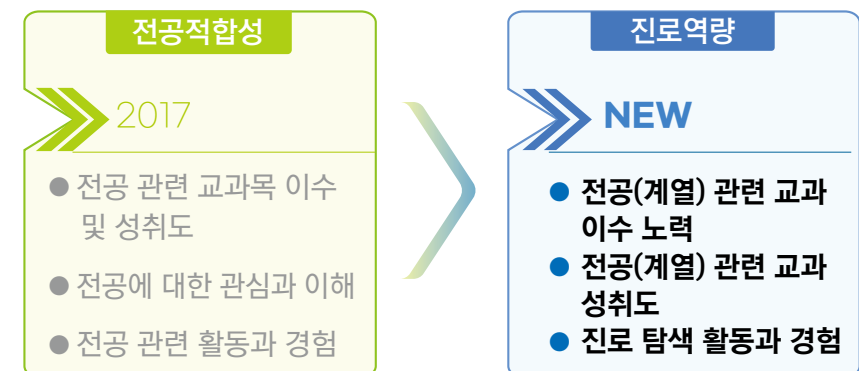 전공적합성
2017
● 전공 관련 교과목 이수
및 성취도
● 전공에 대한 관심과 이해
● 전공 관련 활동과 경험
진로역량
NEW
● 전공(계열) 관련 교과
이수 노력
● 전공(계열) 관련 교과
성취도
● 진로 탐색 활동과 경험